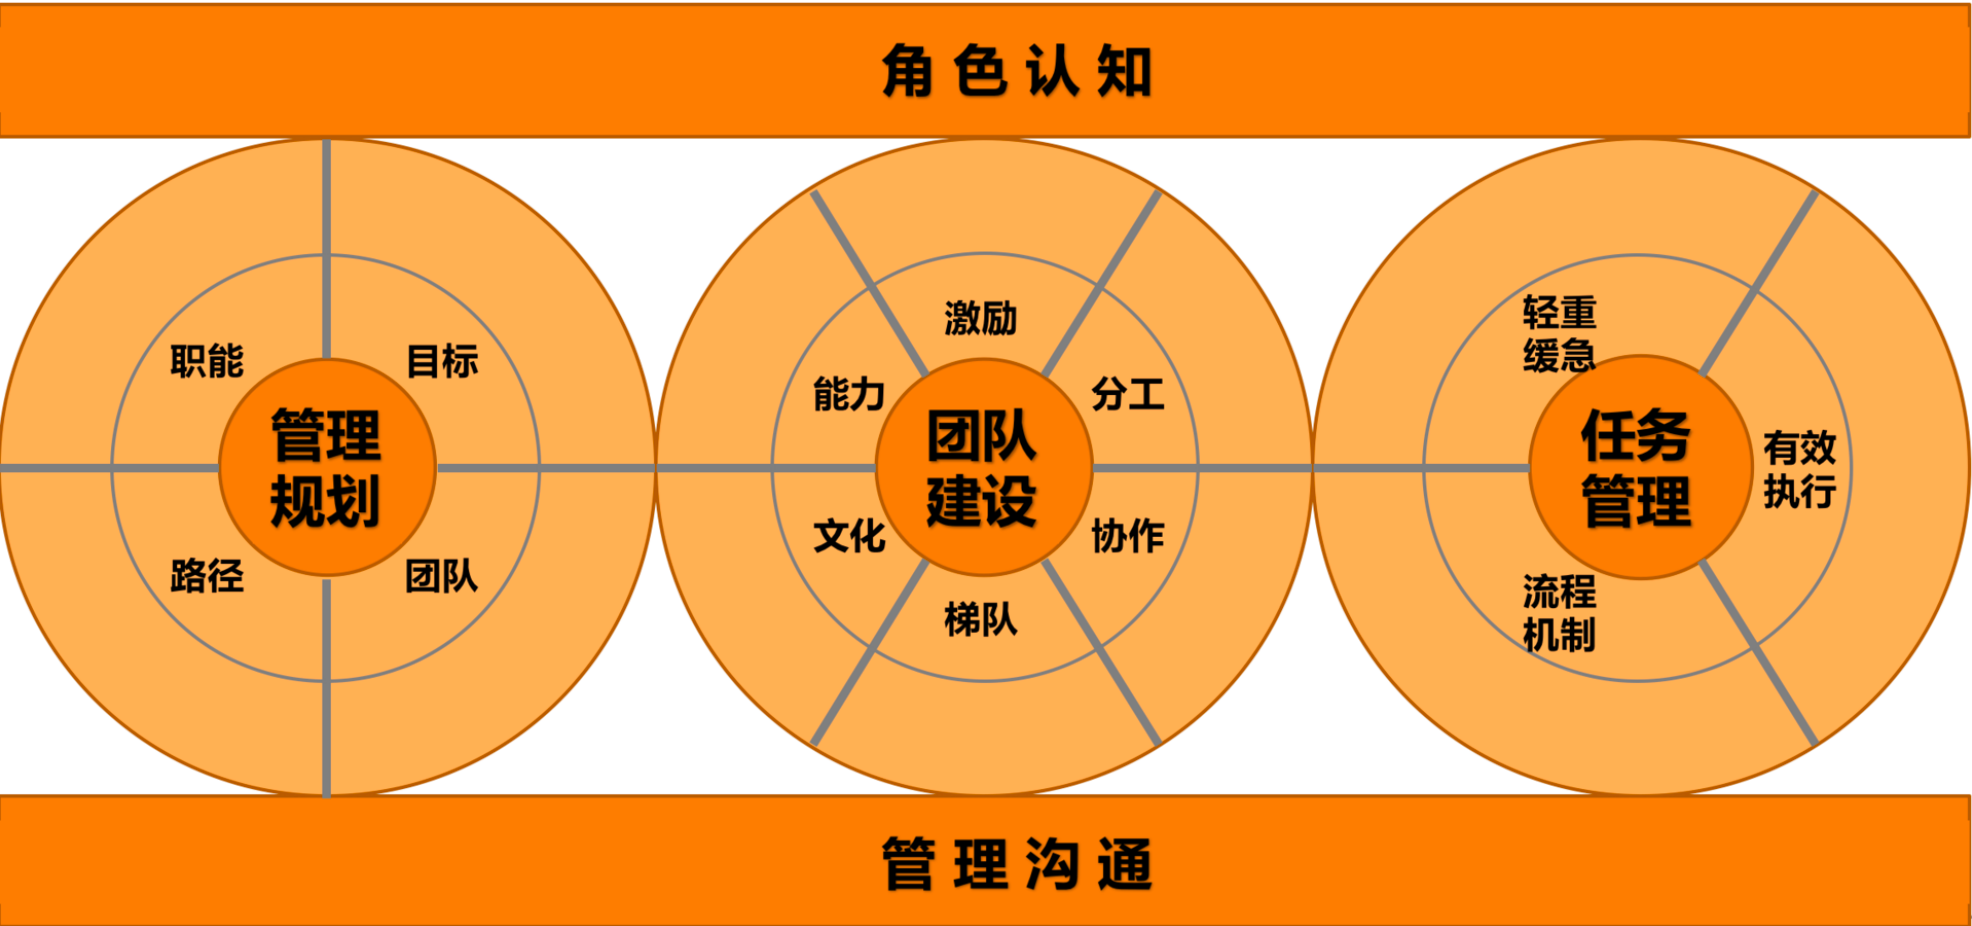 角色认知
职能
目标
管理
规划
路径
团队
激励
能力
分工
团队
建设
文化
协作
梯队
轻重
缓急
任务
管理
有效
执行
流程
机制
管理沟通